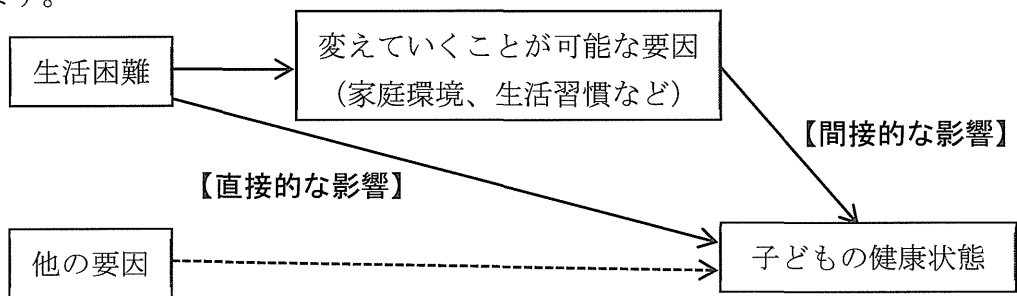 ます。
生活困難
変えていくことが可能な要因
（家庭環境、生活習慣など）
【間接的な影響】
【直接的な影響】
他の要因
子どもの健康状態